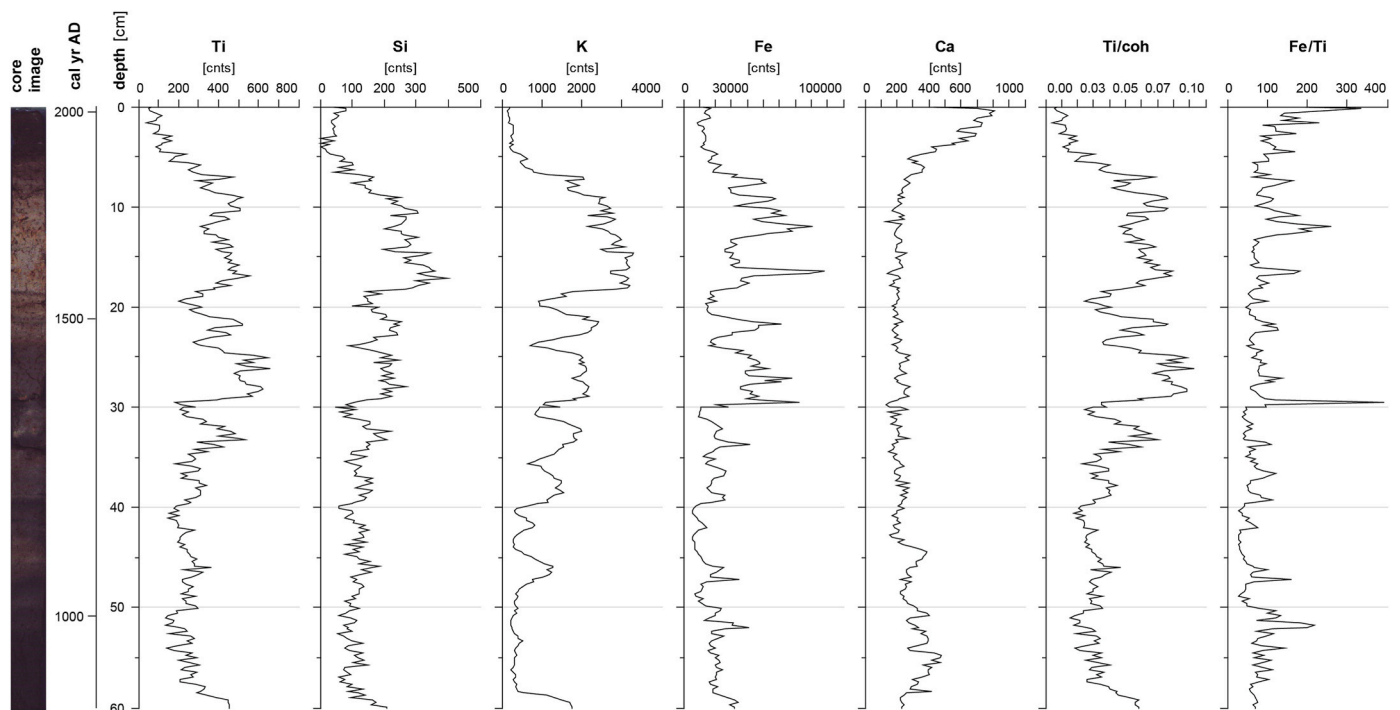 core image
cal yr AD
depth [cm]
Ti
Si
K
Fe
Ca
Ti/coh
Fe/Ti
[cnts]
[cnts]
[cnts]
[cnts]
[cnts]
0 200 400 600 800
0 100 200 300 500
0 1000 2000 4000
0 30000 100000
0 200 400 600 1000
0.00 0.03 0.05 0.07 0.10
0 100 200 300 400
0
2000
10
20
1500
30
40
50
1000
60